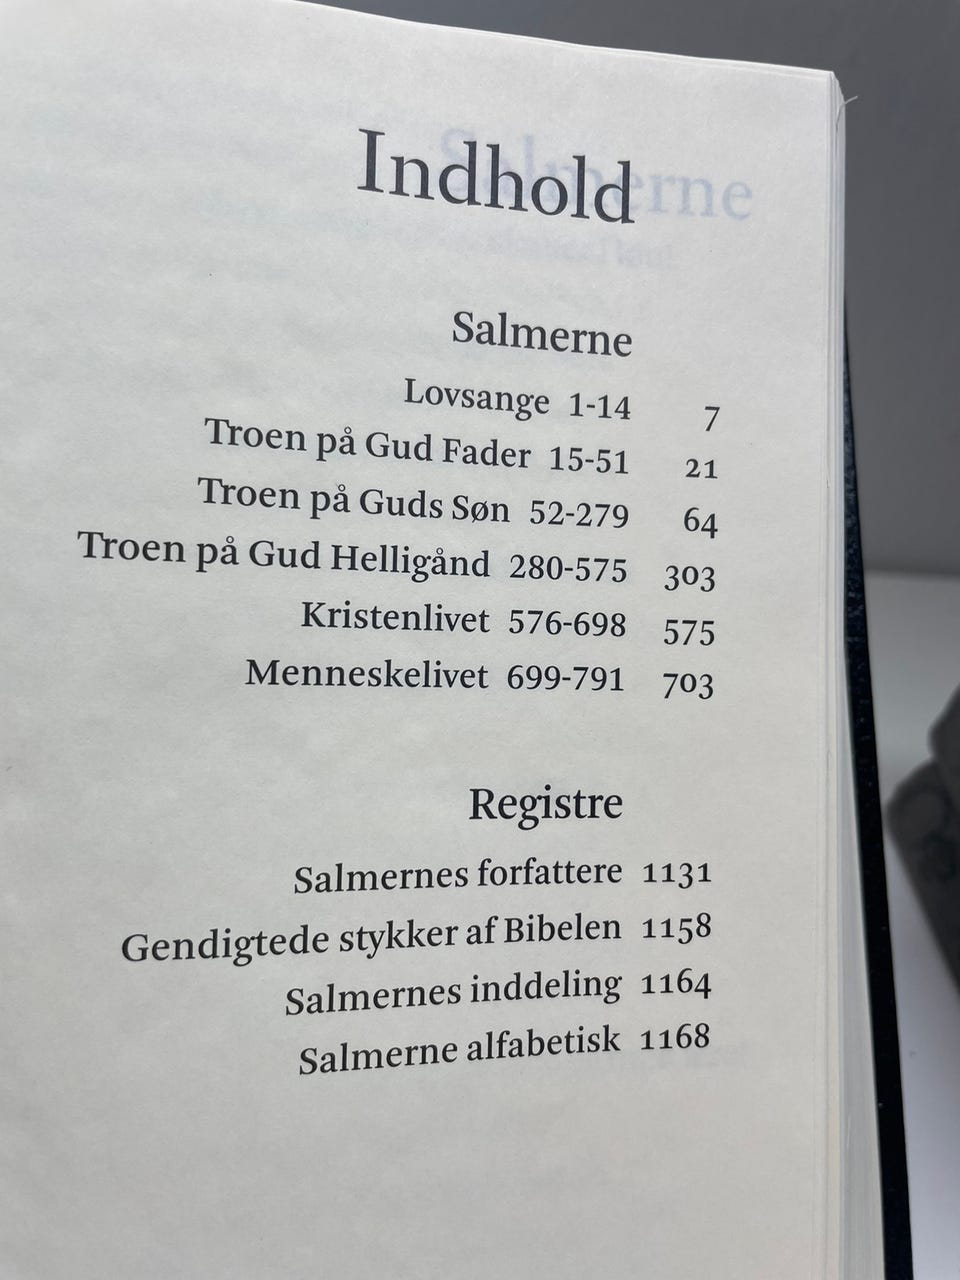 Indhold
Salmerne
Lovsange 1-14 7
Troen på Gud Fader 15-51 21
Troen på Guds Søn 52-279 64
Troen på Gud Helligånd 280-575 303
Kristenlivet 576-698 575
Menneskelivet 699-791 703
Registre
Salmernes forfattere 1131
Gendigtede stykker af Bibelen 1158
Salmernes inddeling 1164
Salmerne alfabetisk 1168